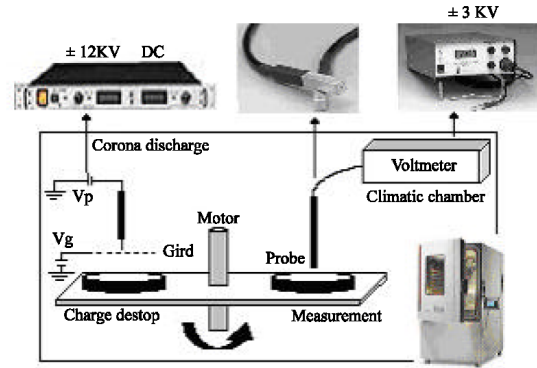 ± 3 KV
± 12KV DC
Corona discharge
Voltmeter
Climatic chamber
Vp
Motor
Vg
Gird
Probe
Charge destop
Measurement